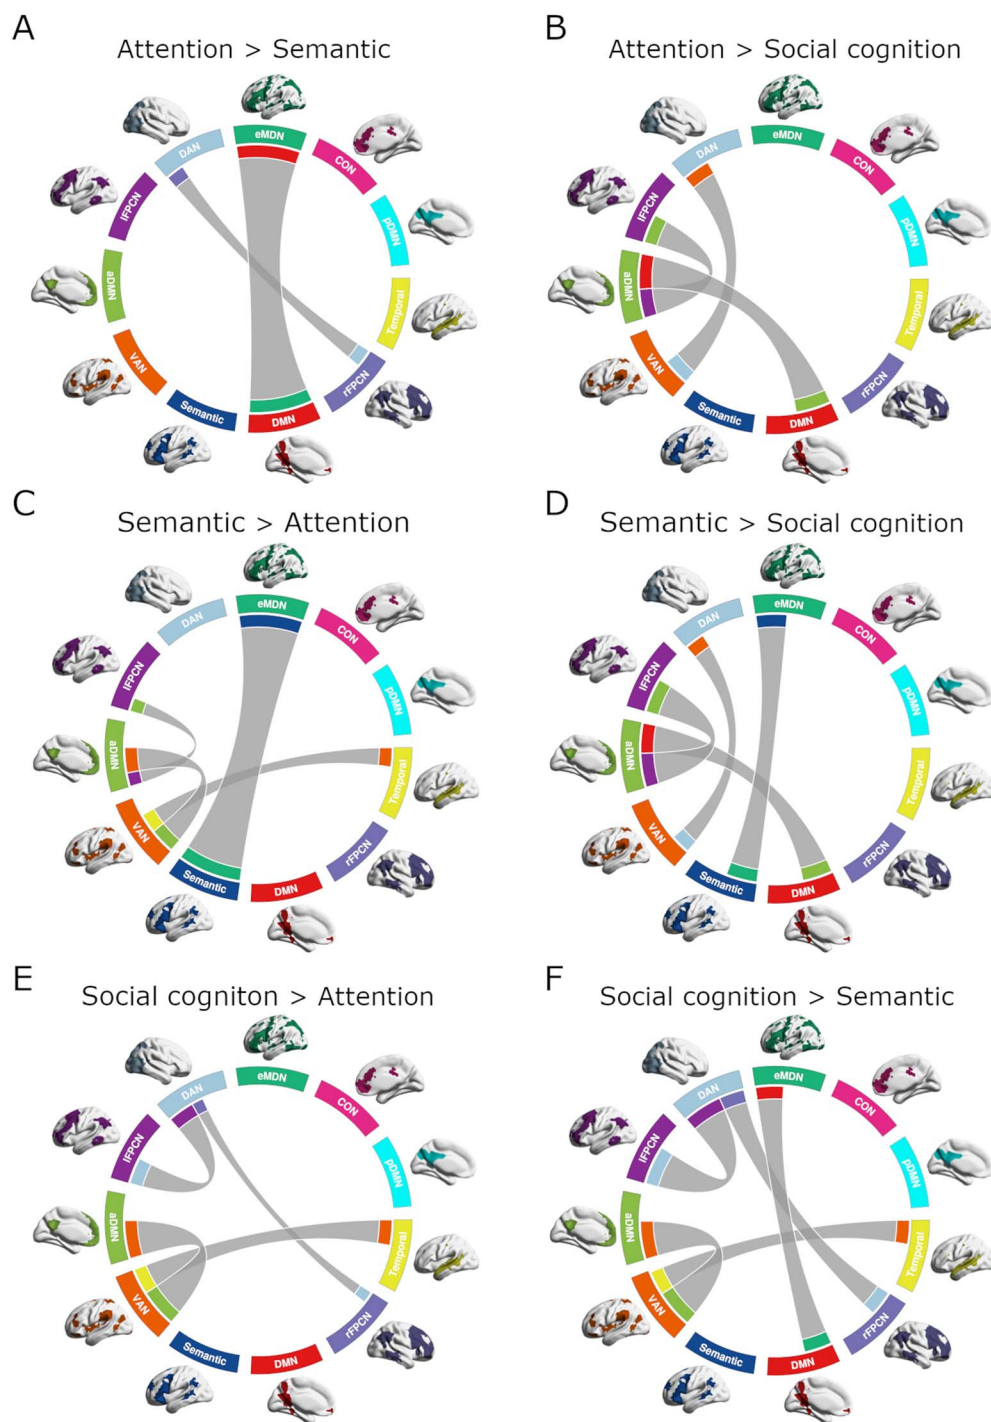 A
Attention > Semantic
eMDN
CON
pDMN
Temporal
rFPCN
DMN
Semantic
VAN
aDMN
lFPCN
DAN
B
Attention > Social cognition
eMDN
CON
pDMN
Temporal
rFPCN
DMN
Semantic
VAN
aDMN
lFPCN
DAN
C
Semantic > Attention
eMDN
CON
pDMN
Temporal
rFPCN
DMN
Semantic
VAN
aDMN
lFPCN
DAN
D
Semantic > Social cognition
eMDN
CON
pDMN
Temporal
rFPCN
DMN
Semantic
VAN
aDMN
lFPCN
DAN
E
Social cogniton > Attention
eMDN
CON
pDMN
Temporal
rFPCN
DMN
Semantic
VAN
aDMN
lFPCN
DAN
F
Social cognition > Semantic
eMDN
CON
pDMN
Temporal
rFPCN
DMN
Semantic
VAN
aDMN
lFPCN
DAN